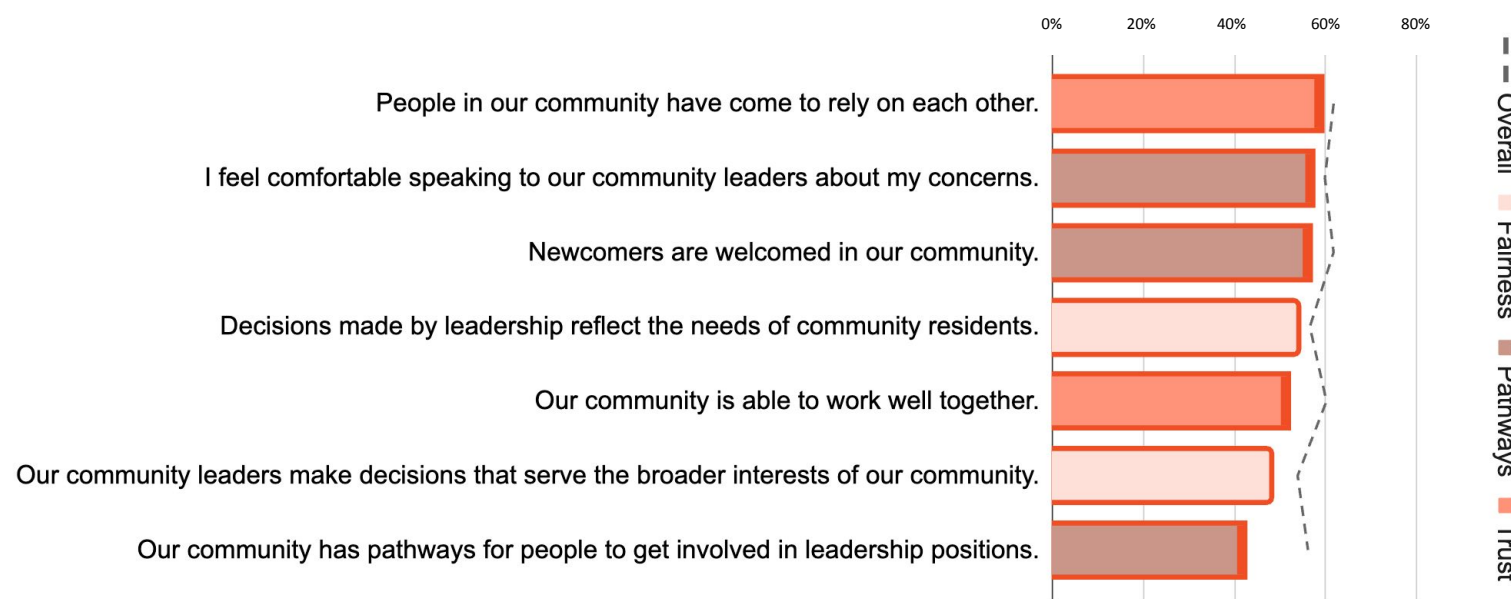 0% 20% 40% 60% 80%
People in our community have come to rely on each other.
I feel comfortable speaking to our community leaders about my concerns.
Newcomers are welcomed in our community.
Decisions made by leadership reflect the needs of community residents.
Our community is able to work well together.
Our community leaders make decisions that serve the broader interests of our community.
Our community has pathways for people to get involved in leadership positions.
Overall Fairness Pathways Trust